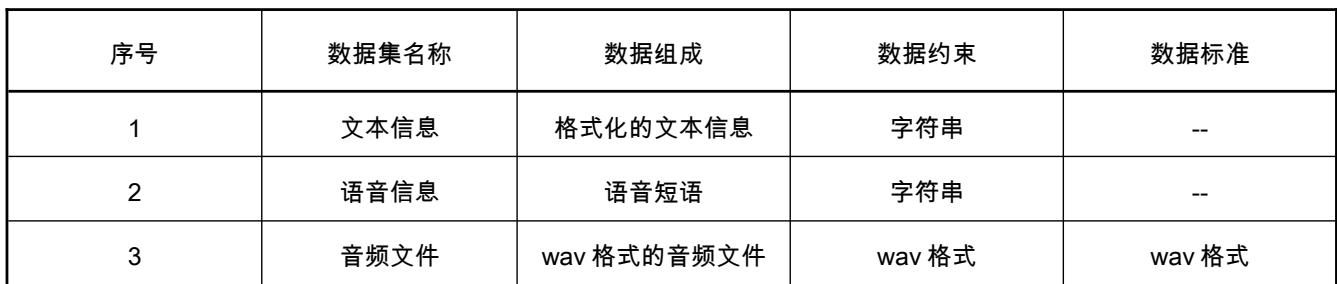 序号 数据集名称 数据组成 数据约束 数据标准
1 文本信息 格式化的文本信息 字符串 --
2 语音信息 语音短语 字符串 --
3 音频文件 wav 格式的音频文件 wav 格式 wav 格式